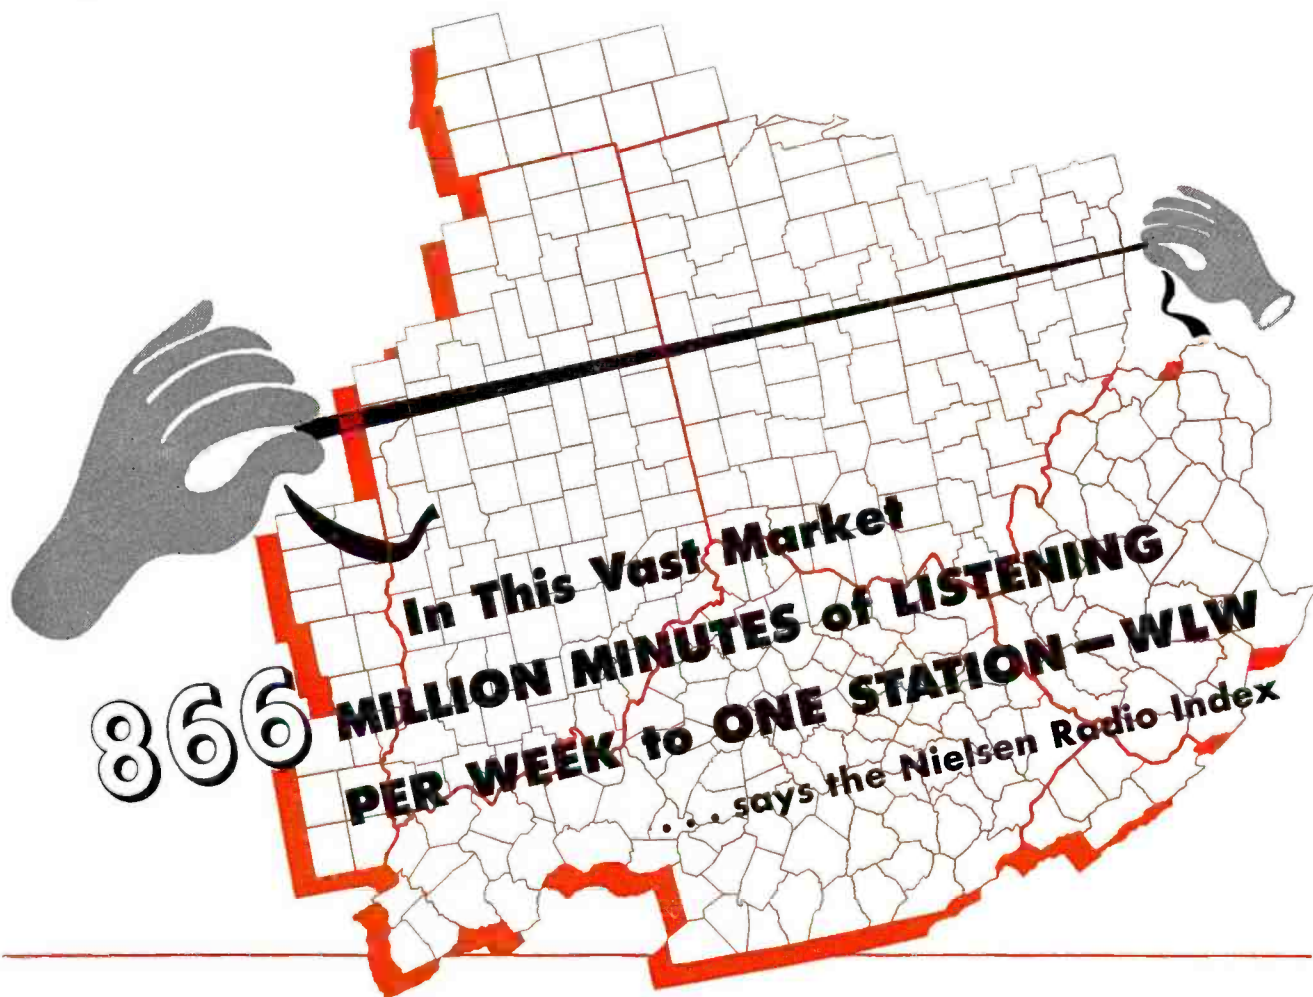 In This Vast Market
866 MILLION MINUTES of LISTENING
PER WEEK to ONE STATION—WLW
. . . says the Nielsen Radio Index